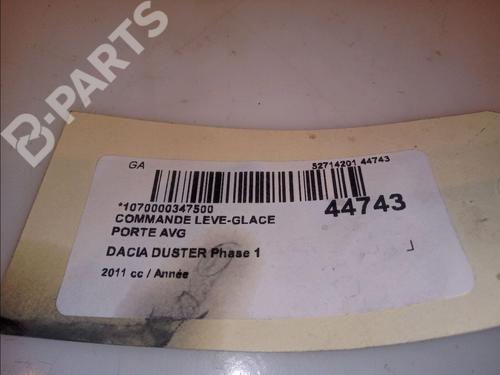 B-PARTS
GA
52714201 44743
*1070000347500
44743
COMMANDE LEVE-GLACE
PORTE AVG
DACIA DUSTER Phase 1
2011 cc / Année